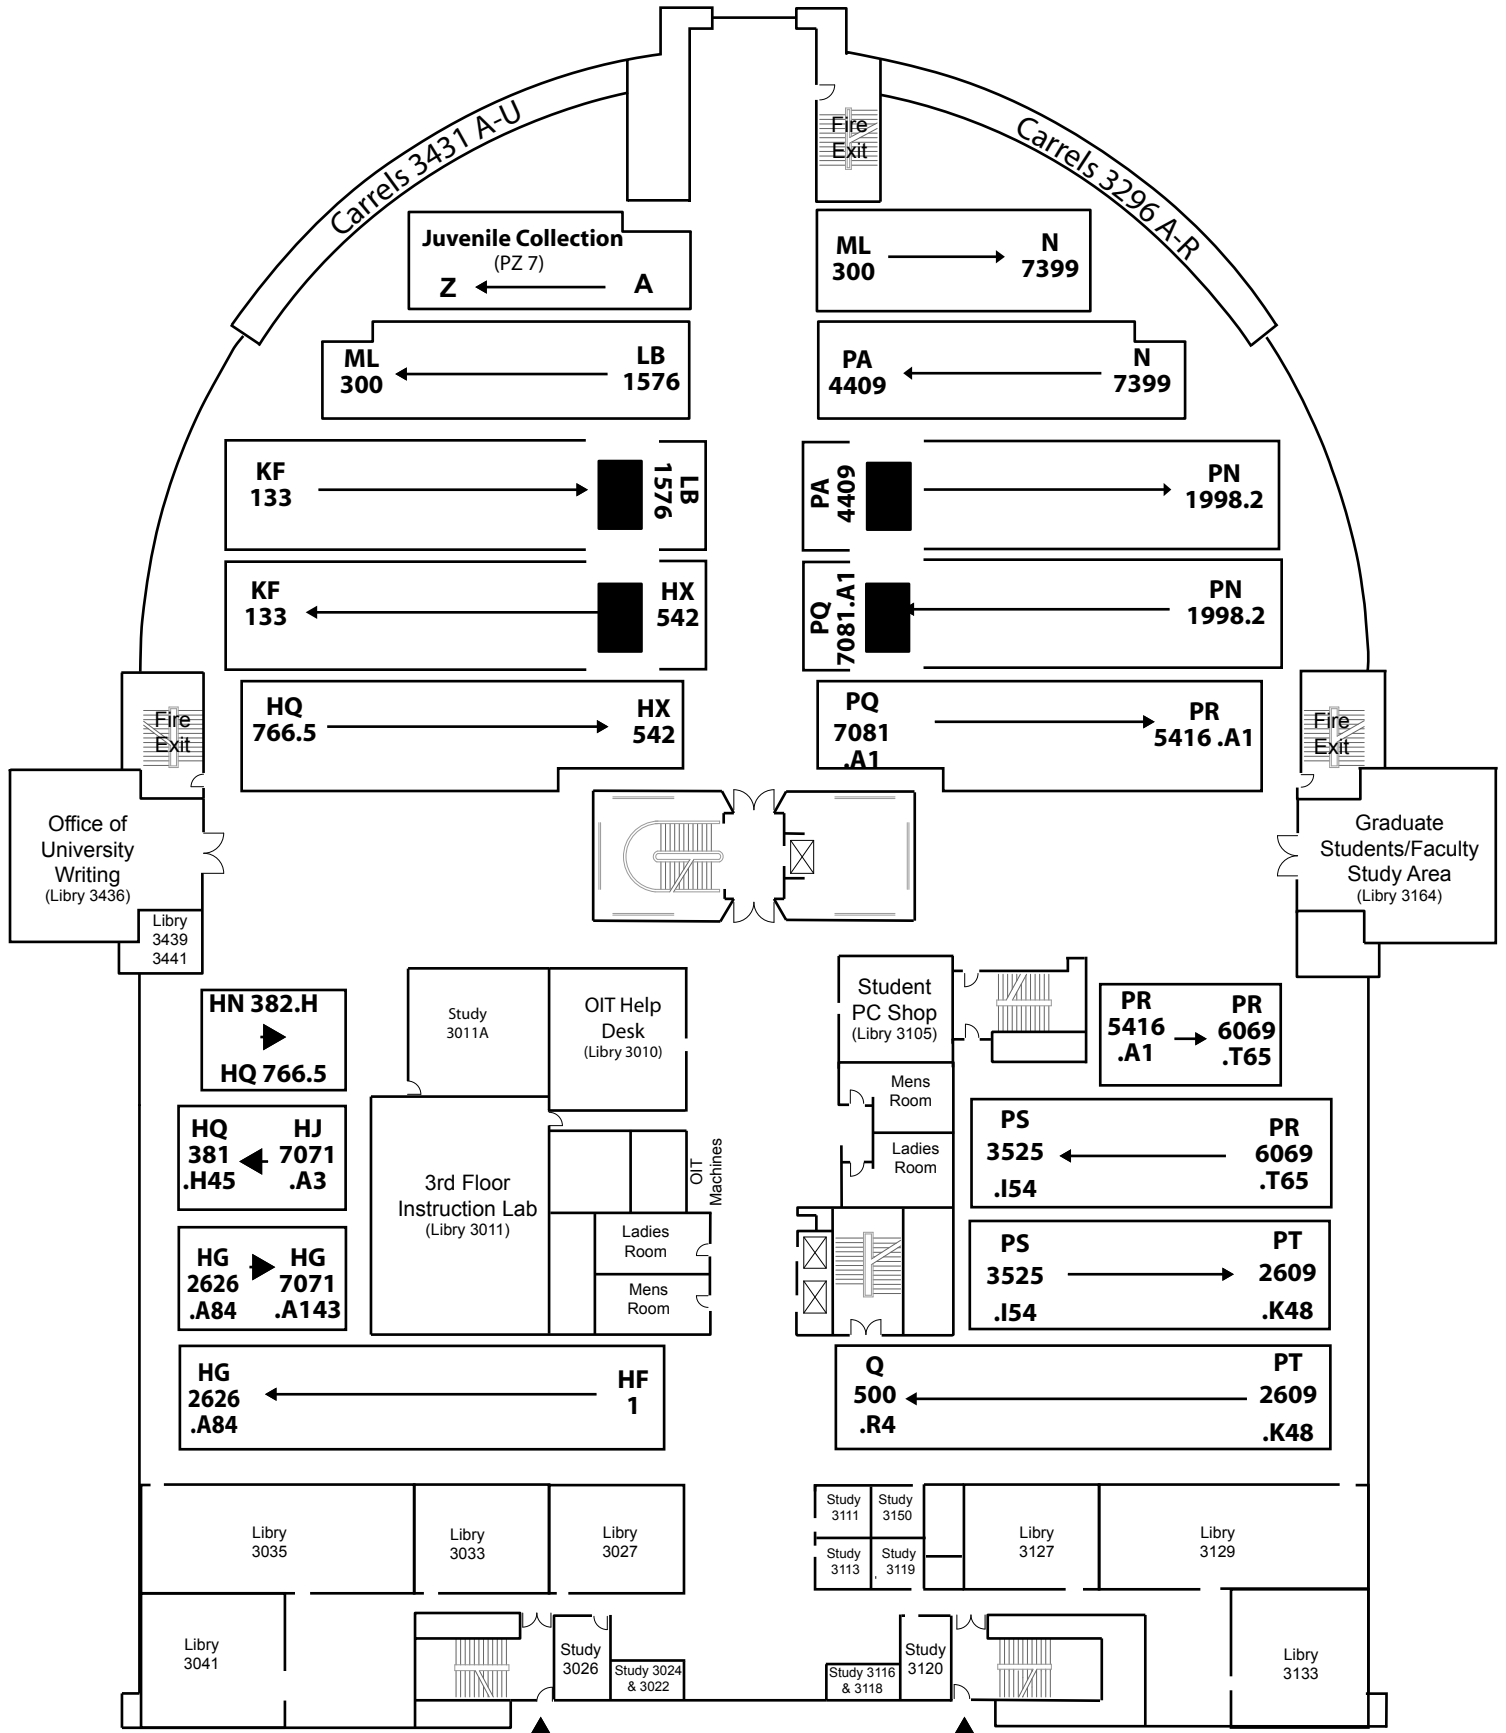 Carrels 3431 A-U
Fire
Exit
Carrels 3296 A-R
Juvenile Collection
(PZ 7)
Z
A
ML
300
N
7399
ML
300
LB
1576
PA
4409
N
7399
KF
133
LB
1576
PA
4409
PN
1998.2
KF
133
HX
542
PQ
7081.A1
PN
1998.2
HQ
766.5
HX
542
PQ
7081
.A1
PR
5416 .A1
Fire
Exit
Fire
Exit
Office of
University
Writing
(Libry 3436)
Libry
3439
3441
Graduate
Students/Faculty
Study Area
(Libry 3164)
HN 382.H
HQ 766.5
Study
3011A
OIT Help
Desk
(Libry 3010)
Student
PC Shop
(Libry 3105)
PR
5416
.A1
PR
6069
.T65
Mens
Room
Ladies
Room
HQ
381
.H45
HJ
7071
.A3
3rd Floor
Instruction Lab
(Libry 3011)
OIT
Machines
PS
3525
.I54
PR
6069
.T65
HG
2626
.A84
HG
7071
.A143
Ladies
Room
Mens
Room
PS
3525
.I54
PT
2609
.K48
HG
2626
.A84
HF
1
Q
500
.R4
PT
2609
.K48
Libry
3035
Libry
3033
Libry
3027
Study
3111
Study
3150
Study
3113
Study
3119
Libry
3127
Libry
3129
Libry
3041
Study
3026
Study 3024
& 3022
Study 3116
& 3118
Study
3120
Libry
3133